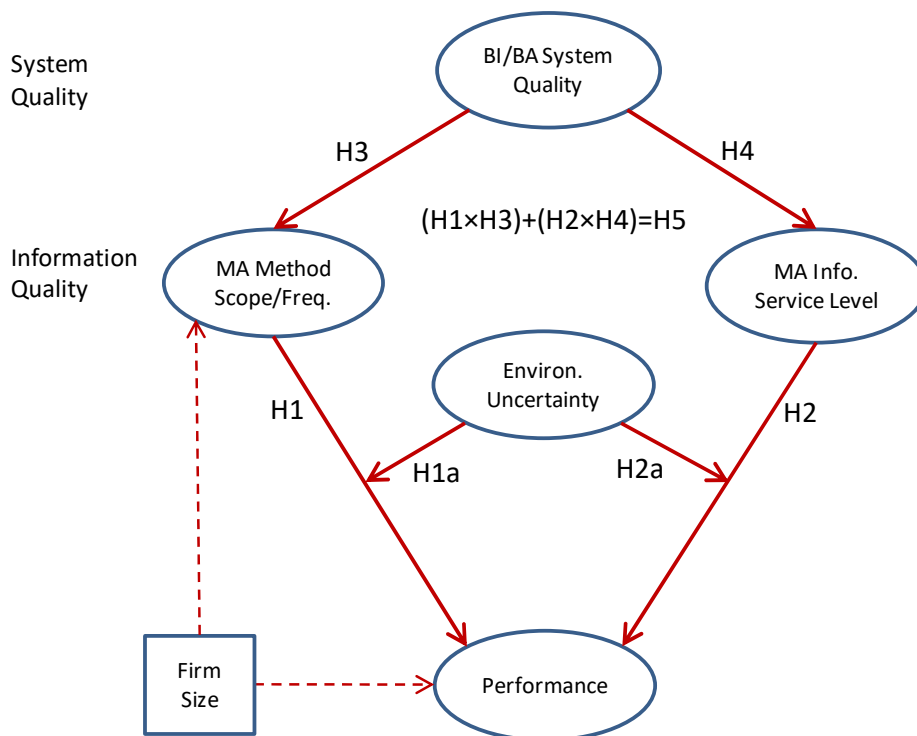 BI/BA System
Quality
System
Quality
H3
H4
(H1×H3)+(H2×H4)=H5
Information
Quality
MA Method
Scope/Freq.
MA Info.
Service Level
Environ.
Uncertainty
H1
H2
H1a
H2a
Firm
Size
Performance